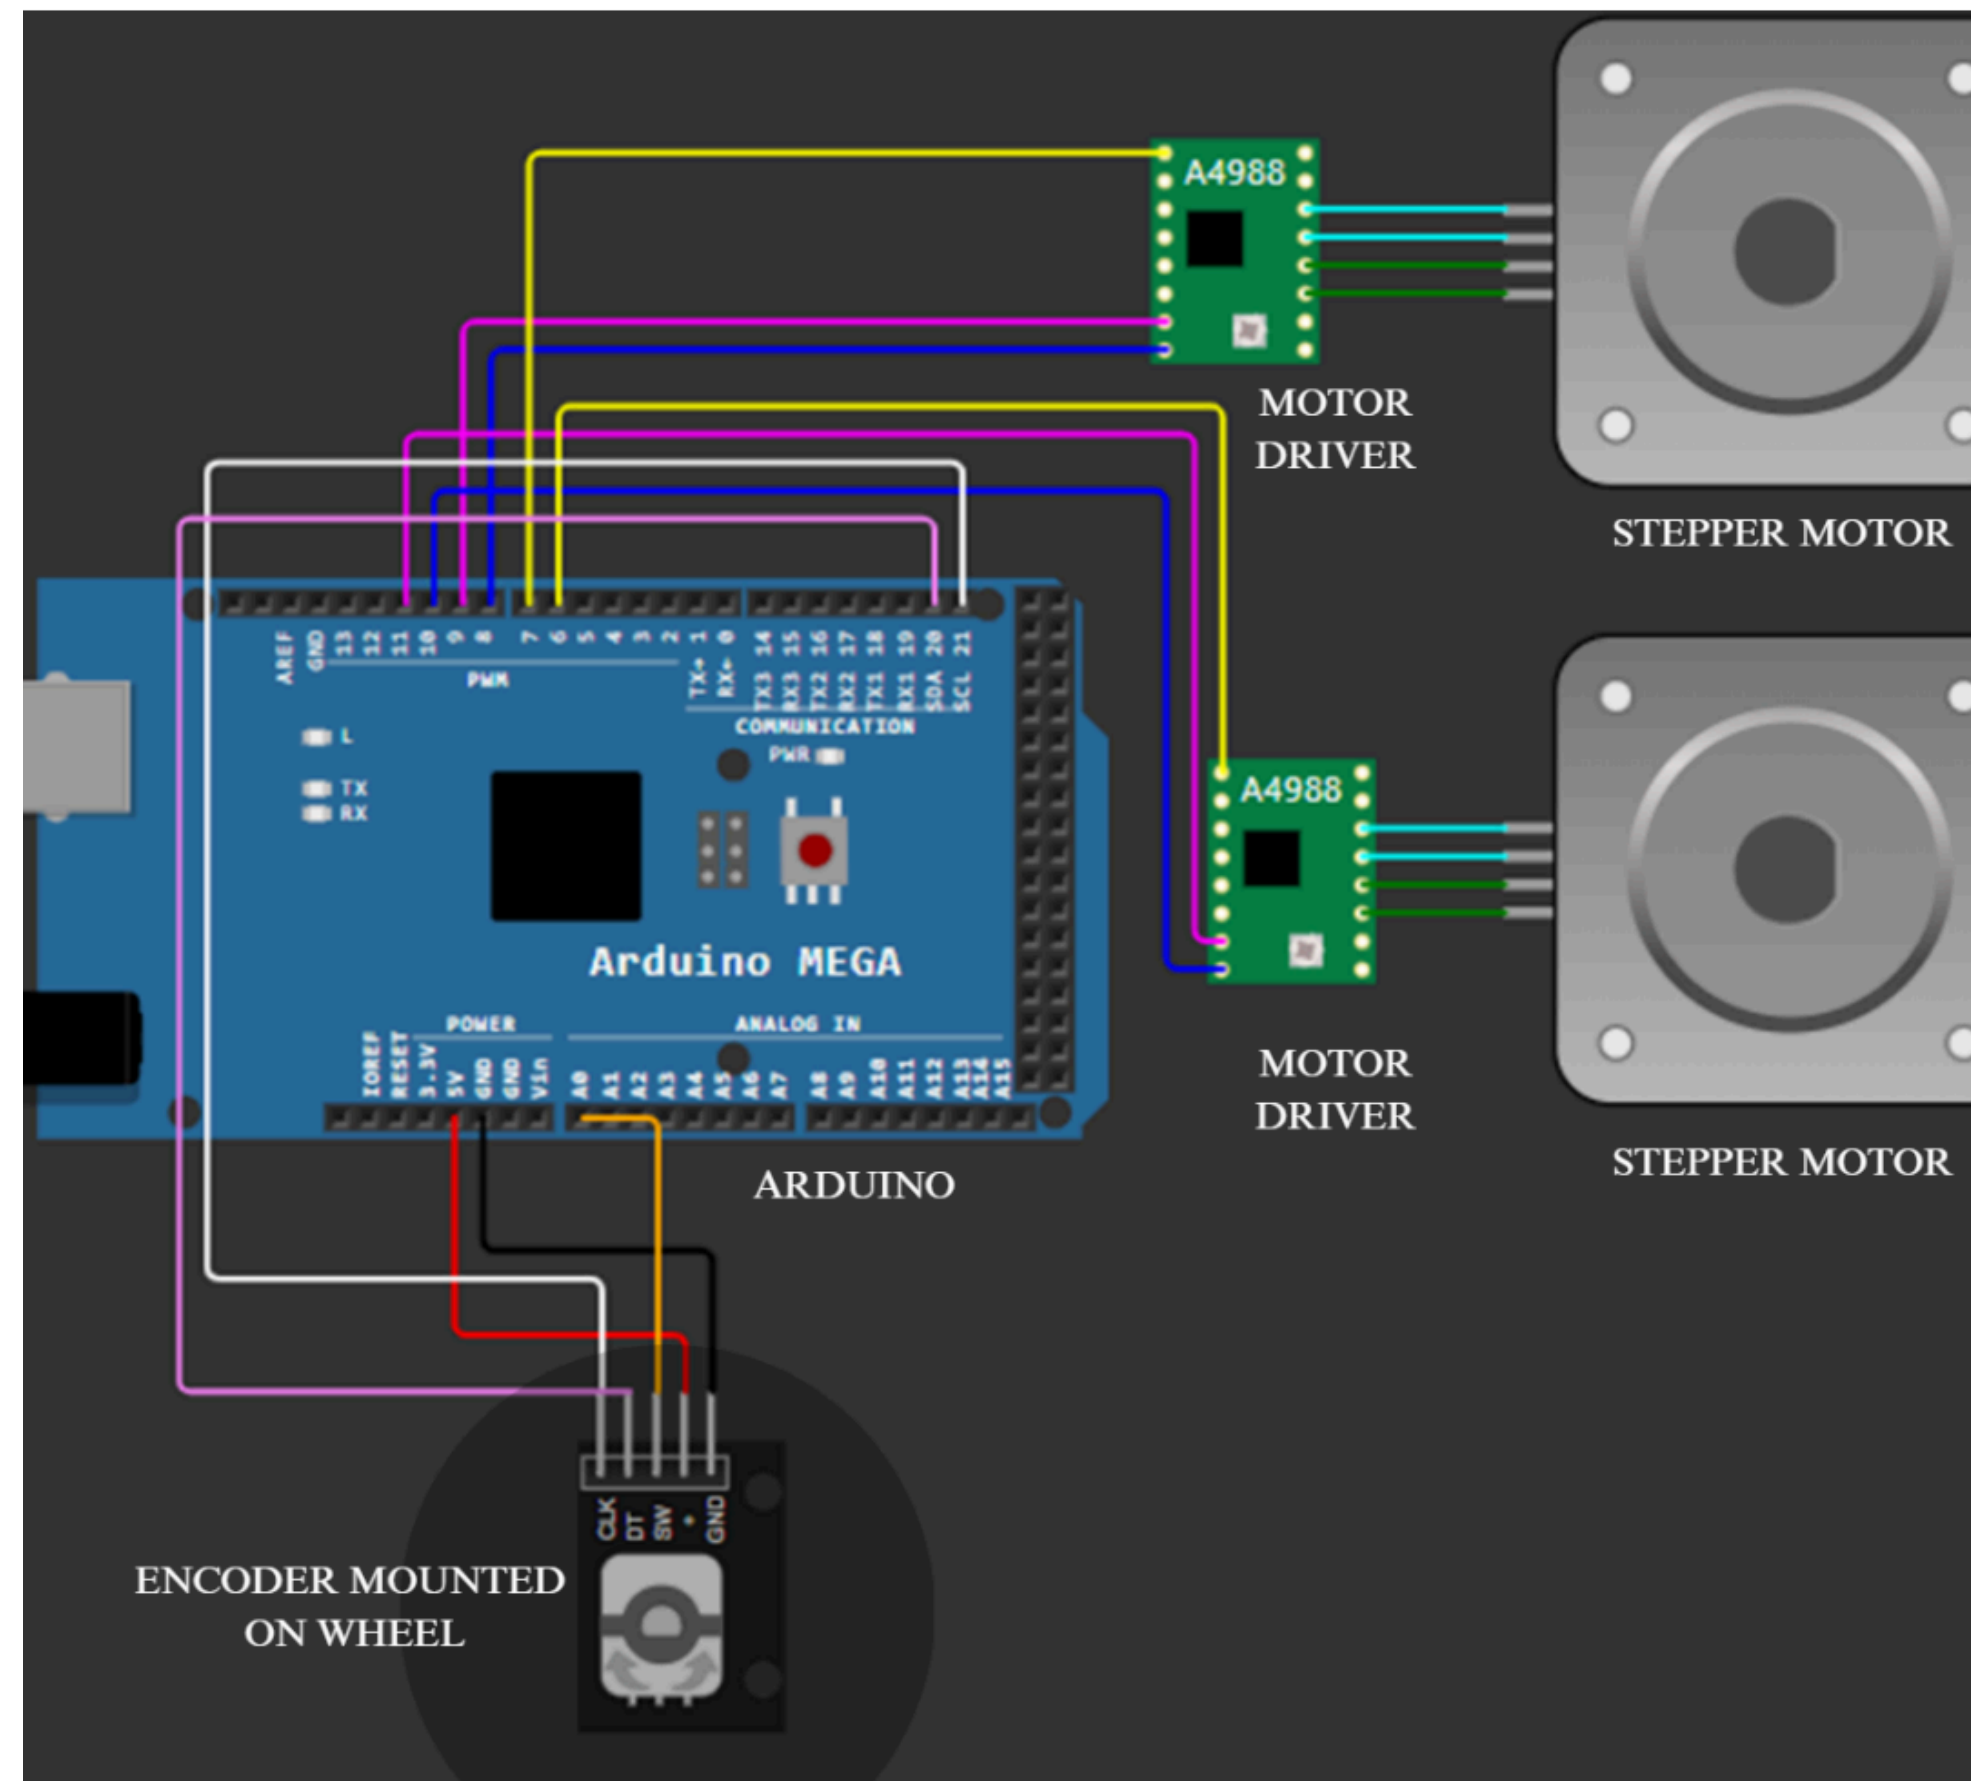 A4988
MOTOR
DRIVER
STEPPER MOTOR
AREF
GND
13
12
11
10
9
8
7
6
5
4
3
2
TX→ 1
RX← 0
TX3 14
RX3 15
TX2 16
RX2 17
TX1 18
RX1 19
SDA 20
SCL 21
PWM
COMMUNICATION
L
PWR
TX
RX
A4988
Arduino MEGA
POWER
ANALOG IN
IOREF
RESET
3.3V
5V
GND
GND
Vin
A0
A1
A2
A3
A4
A5
A6
A7
A8
A9
A10
A11
A12
A13
A14
A15
MOTOR
DRIVER
STEPPER MOTOR
ARDUINO
CLK
DT
SW
+
GND
ENCODER MOUNTED
ON WHEEL